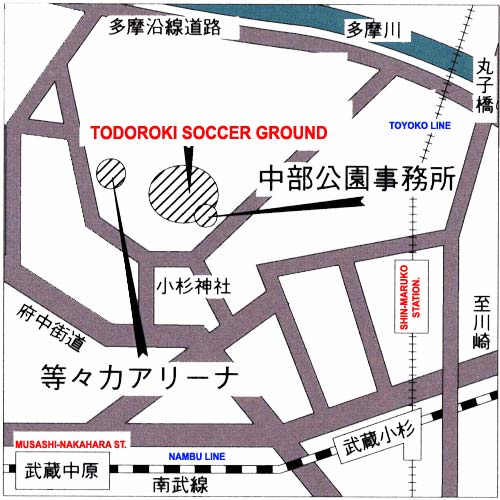 多摩沿線道路
多摩川
丸子橋
TOYOKO LINE
TODOROKI SOCCER GROUND
中部公園事務所
小杉神社
SHIN-MARUKO
STATION.
至川崎
府中街道
等々力アリーナ
MUSASHI-NAKAHARA ST.
NAMBU LINE
武蔵小杉
武蔵中原
南武線